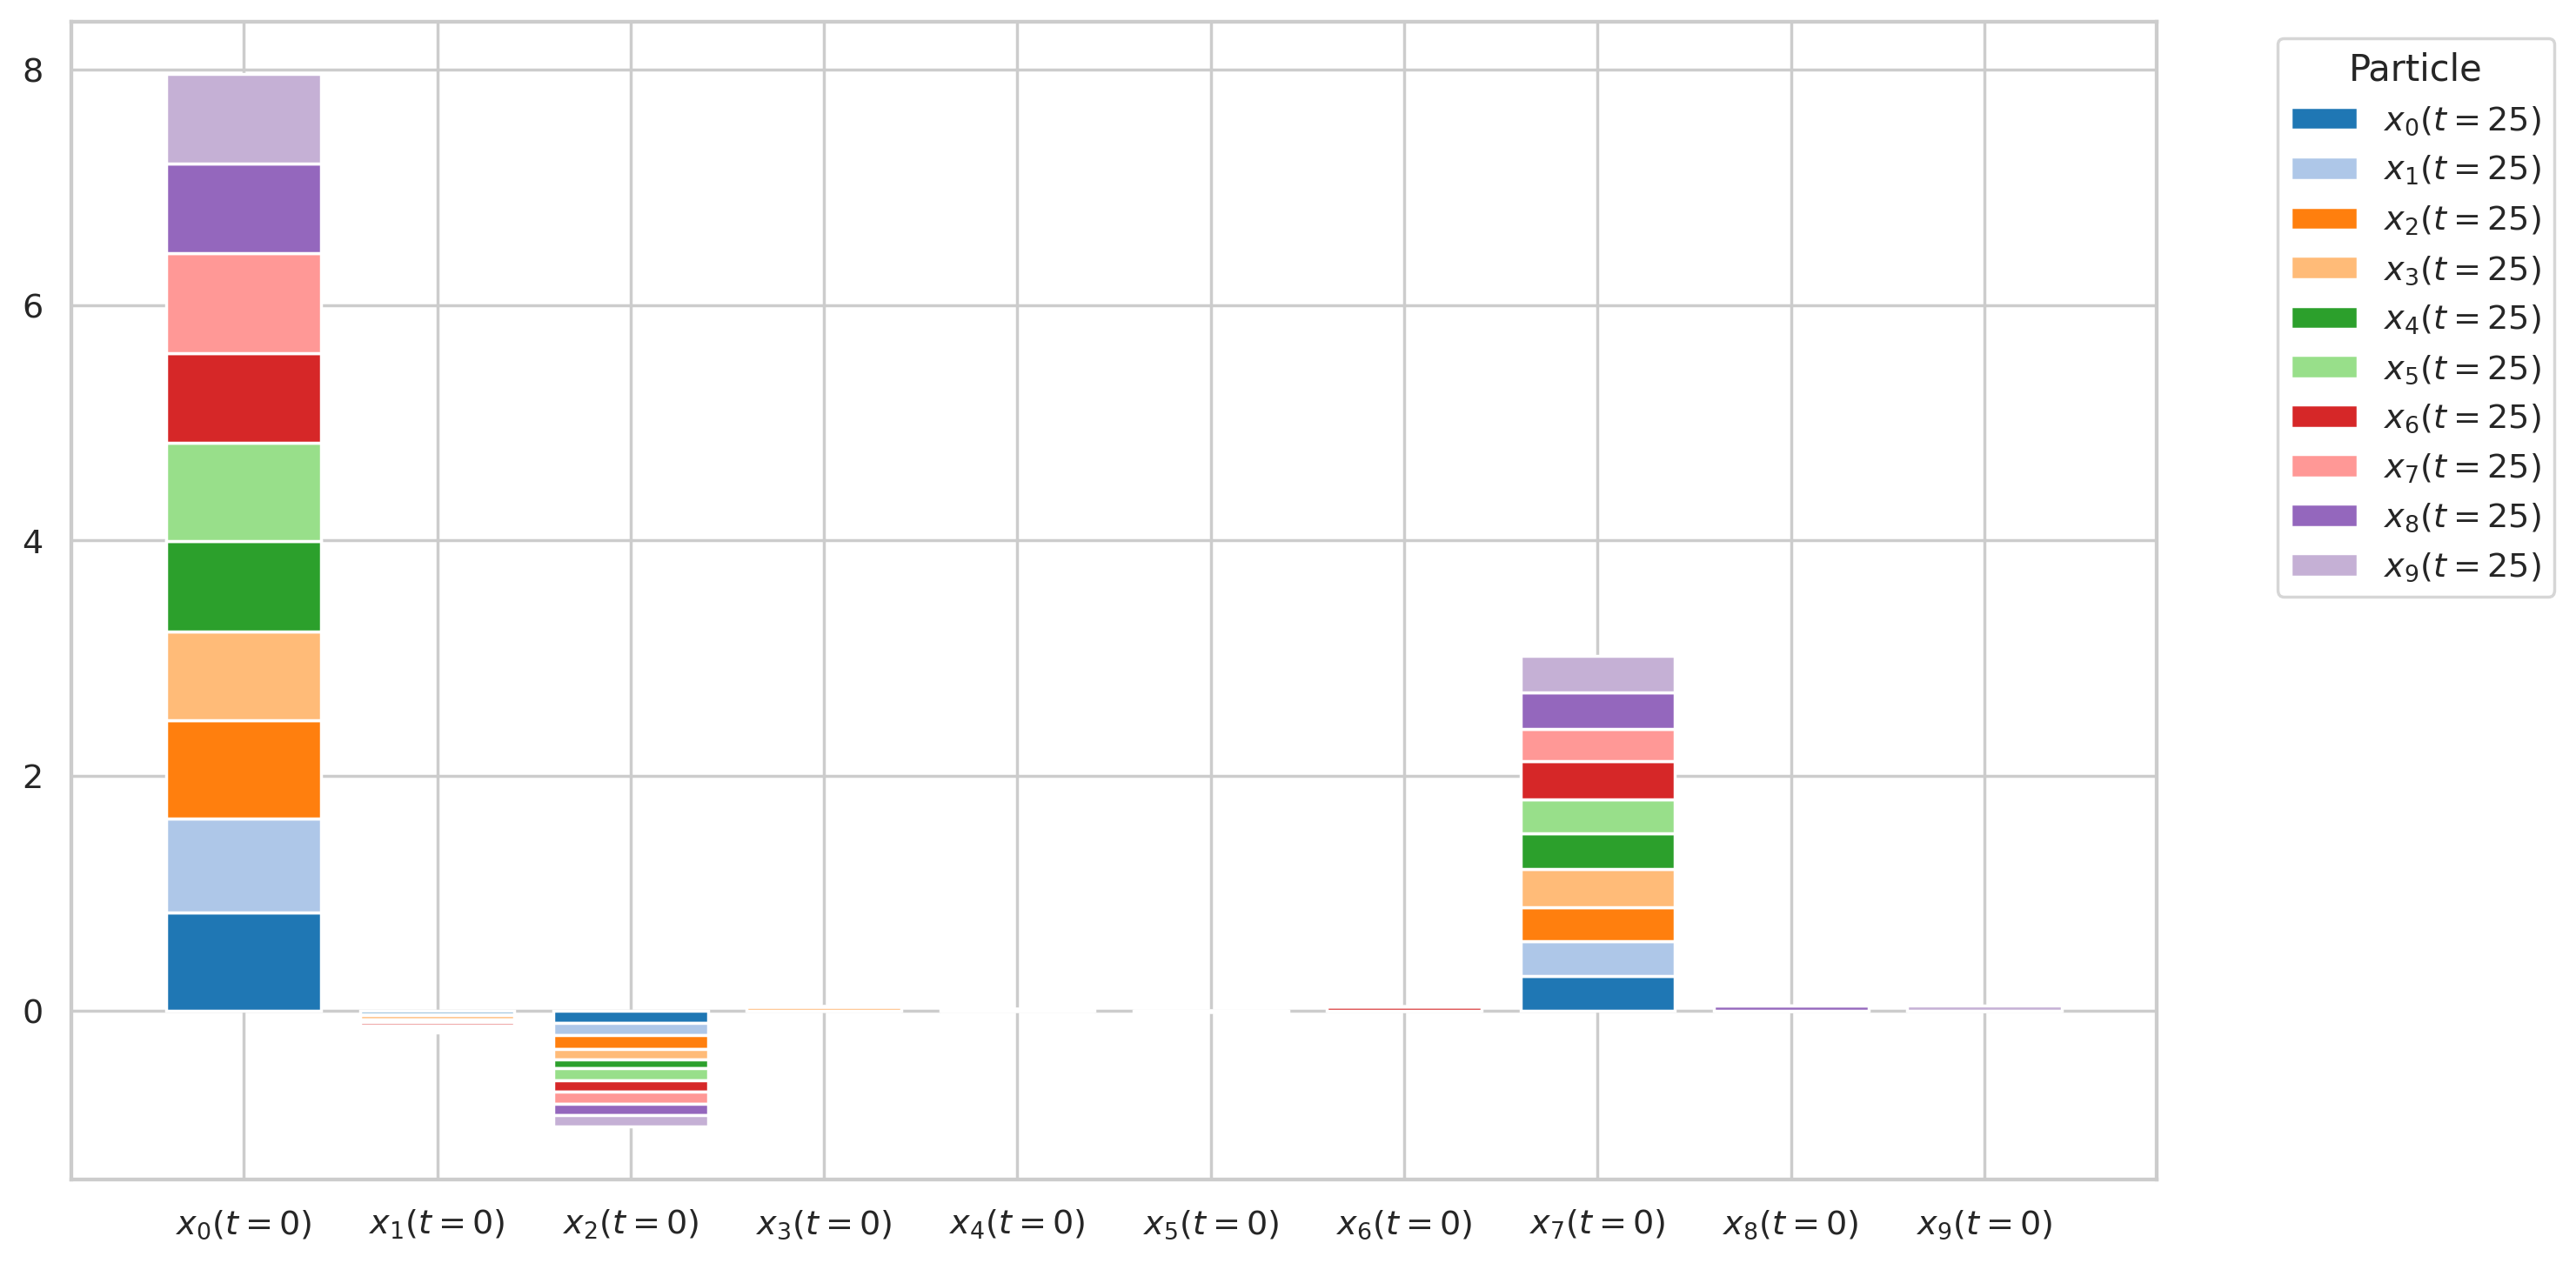 8
6
4
2
0
x₀(t = 0) x₁(t = 0) x₂(t = 0) x₃(t = 0) x₄(t = 0) x₅(t = 0) x₆(t = 0) x₇(t = 0) x₈(t = 0) x₉(t = 0)
Particle
x₀(t = 25)
x₁(t = 25)
x₂(t = 25)
x₃(t = 25)
x₄(t = 25)
x₅(t = 25)
x₆(t = 25)
x₇(t = 25)
x₈(t = 25)
x₉(t = 25)